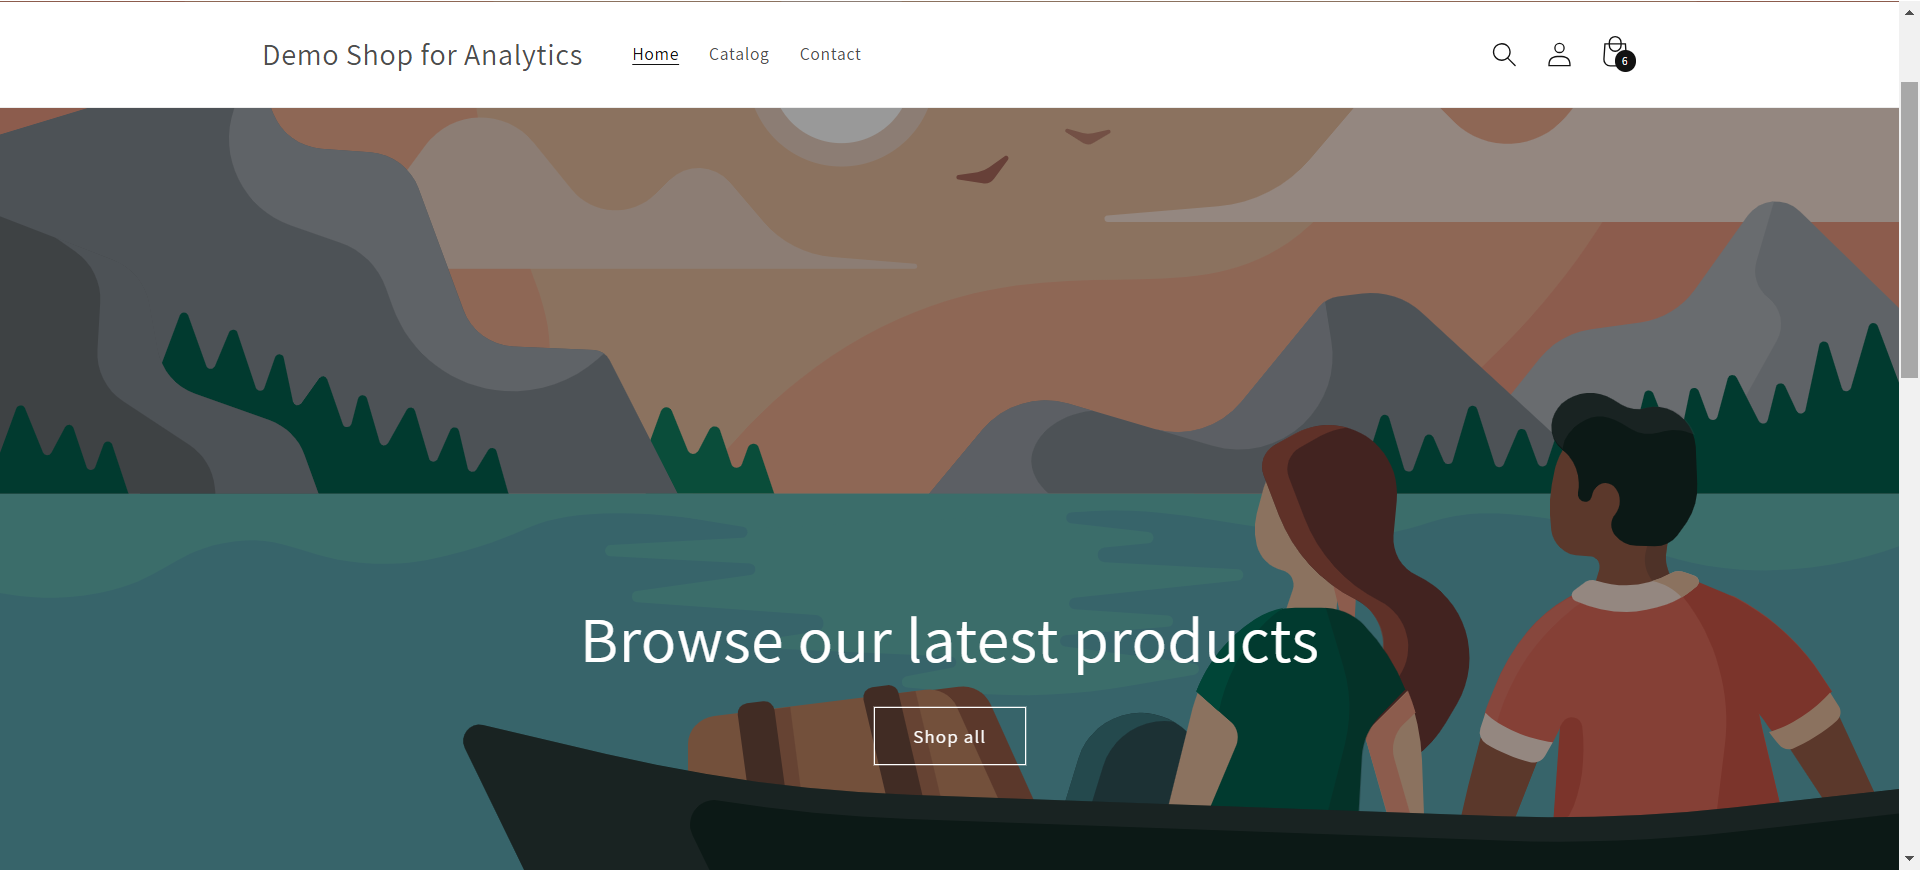 Demo Shop for Analytics
Home
Catalog
Contact
6
Browse our latest products
Shop all